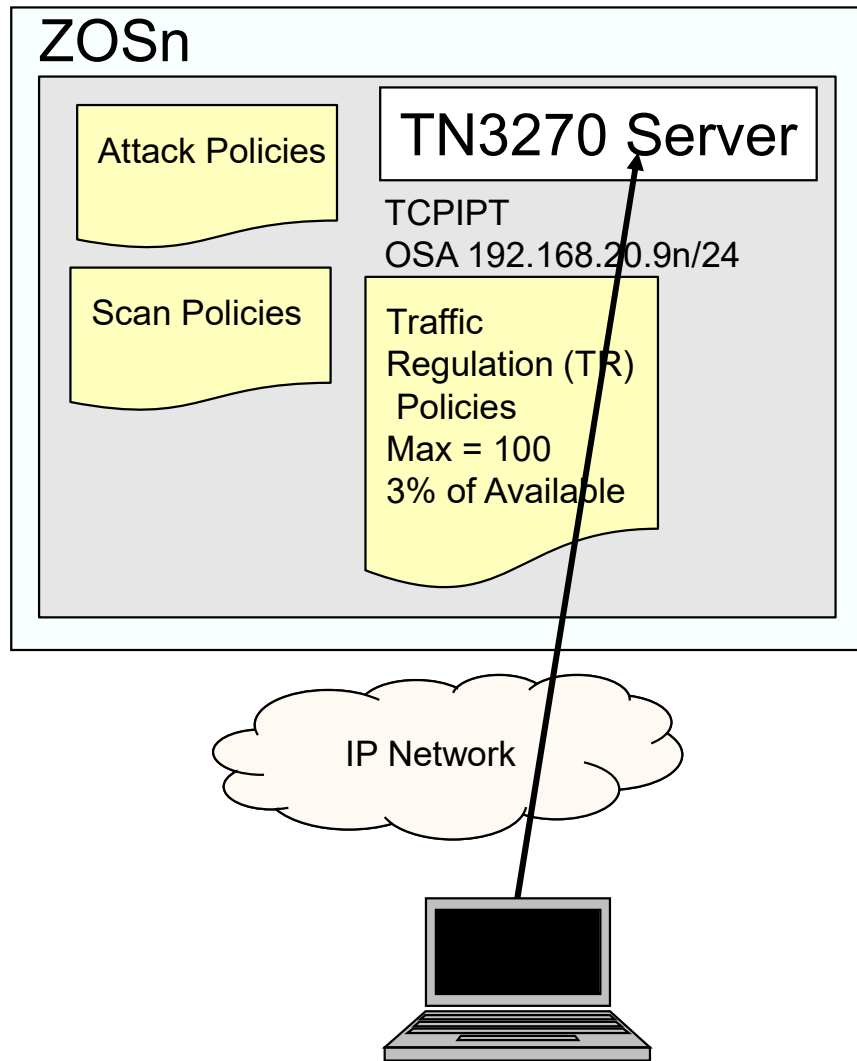 ZOSn
Attack Policies
TN3270 Server
TCPIPT
OSA 192.168.20.9n/24
Scan Policies
Traffic
Regulation (TR)
Policies
Max = 100
3% of Available
IP Network